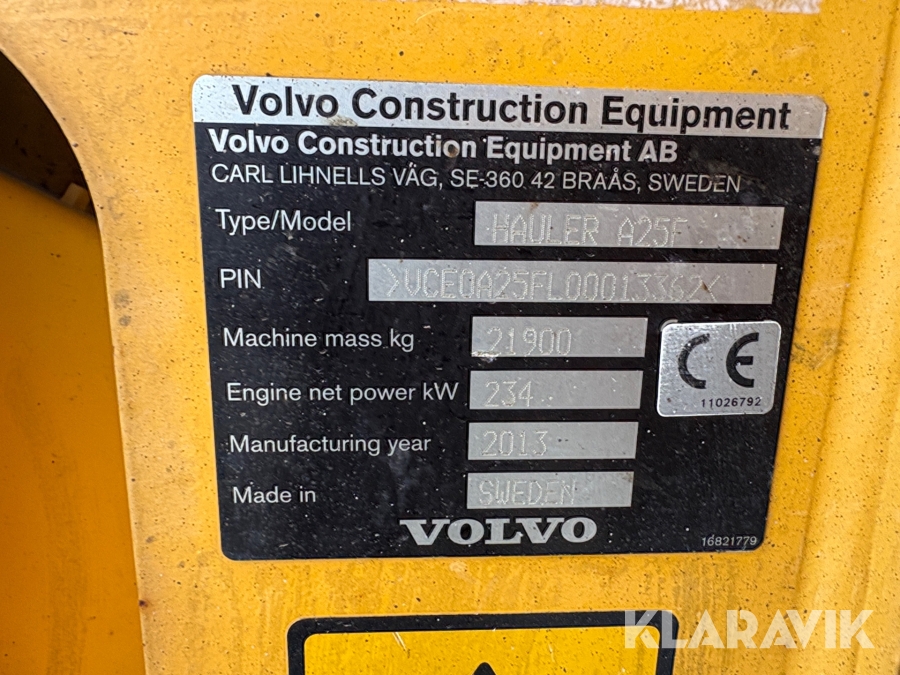 Volvo Construction Equipment
Volvo Construction Equipment AB
CARL LIHNELLS VÄG, SE-360 42 BRAÅS, SWEDEN
Type/Model HAULER A25F
PIN >VCE0A25FL00013362<
Machine mass kg 21900
Engine net power kW 234
CE
11026792
Manufacturing year 2013
Made in SWEDEN
VOLVO
16821779
KLARAVIK